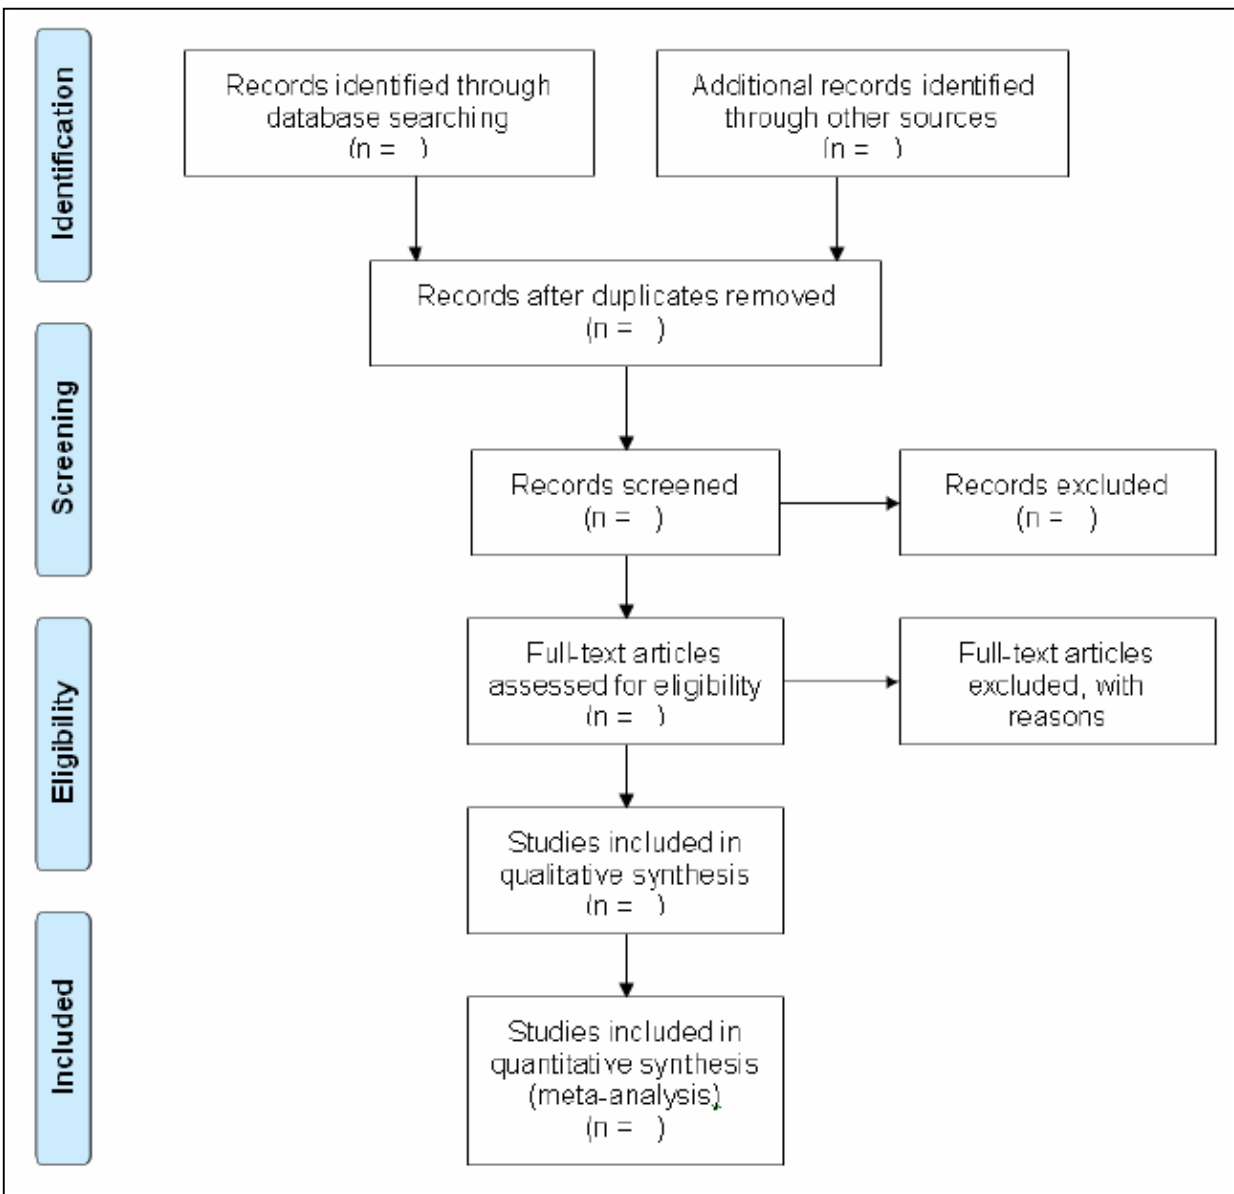 Identification
Records identified through
database searching
(n = )
Additional records identified
through other sources
(n = )
Records after duplicates removed
(n = )
Screening
Records screened
(n = )
Records excluded
(n = )
Eligibility
Full-text articles
assessed for eligibility
(n = )
Full-text articles
excluded, with
reasons
Studies included in
qualitative synthesis
(n = )
Included
Studies included in
quantitative synthesis
(meta-analysis)
(n = )